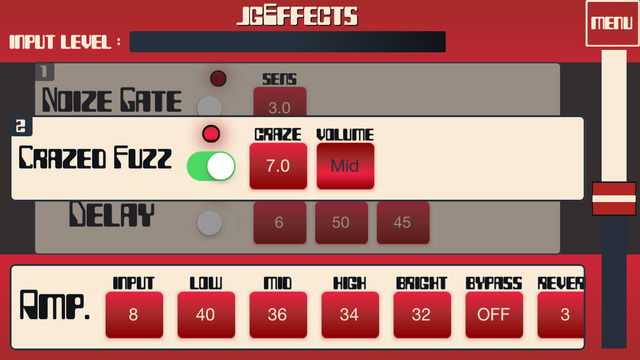 JGEffects
MENU
INPUT LEVEL :
1
NOIZE GATE
SENS
3.0
2
CRAZED FUZZ
CRAZE VOLUME
7.0 Mid
DELAY
6 50 45
AMP.
INPUT LOW MID HIGH BRIGHT BYPASS REVER
8 40 36 34 32 OFF 3